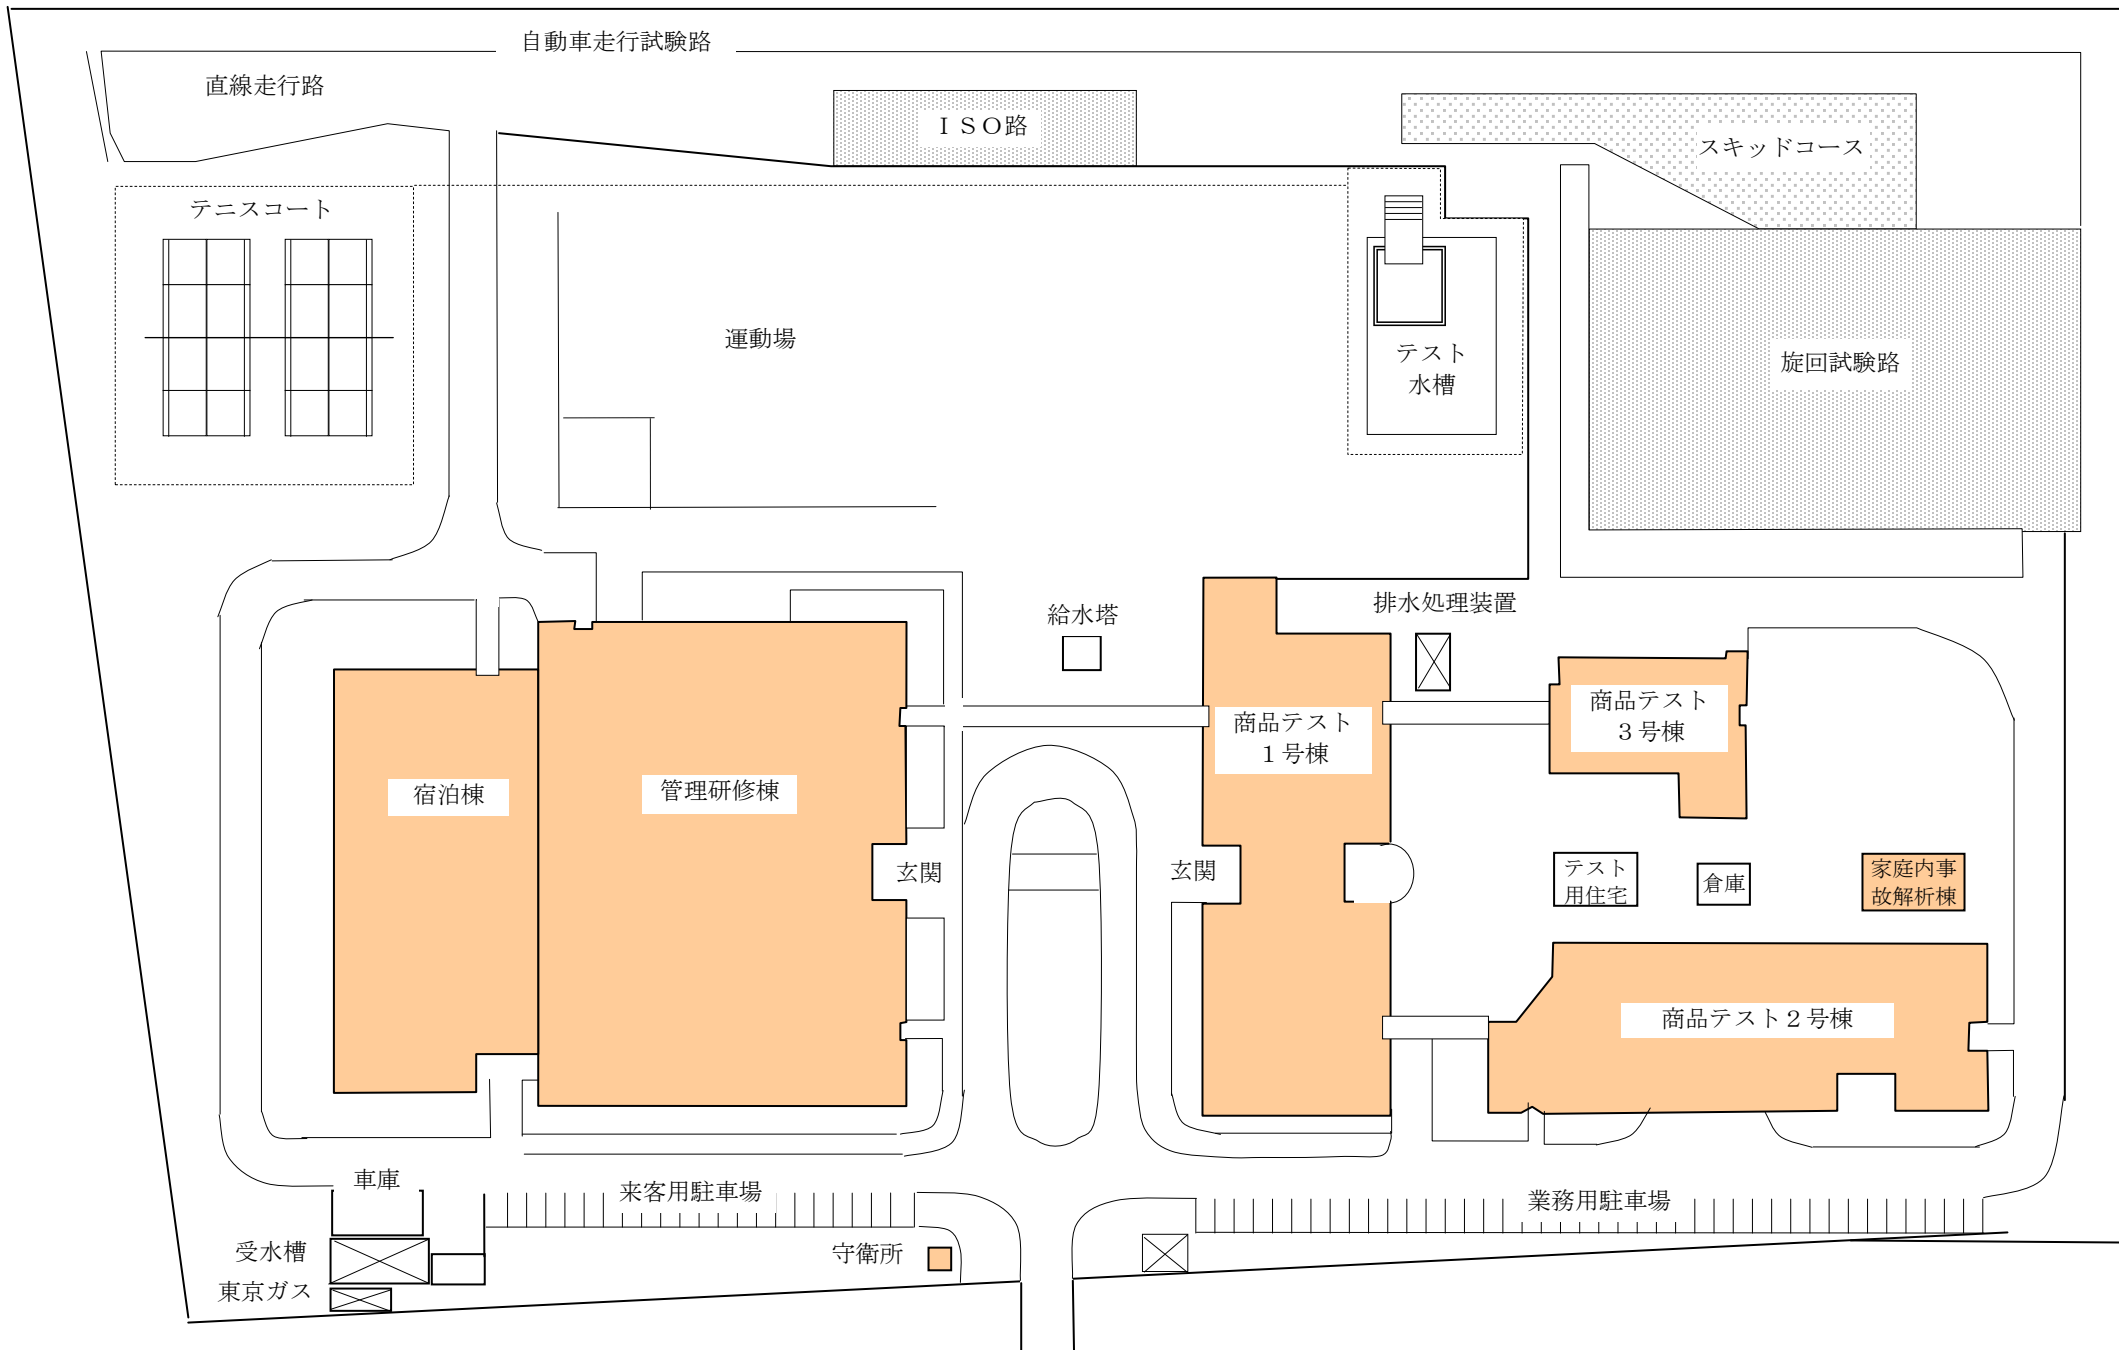 自動車走行試験路
直線走行路
ＩＳＯ路
スキッドコース
テニスコート
運動場
テスト
水槽
旋回試験路
給水塔
排水処理装置
商品テスト
１号棟
商品テスト
３号棟
宿泊棟
管理研修棟
玄関
玄関
テスト
用住宅
倉庫
家庭内事
故解析棟
商品テスト２号棟
車庫
来客用駐車場
業務用駐車場
受水槽
守衛所
東京ガス